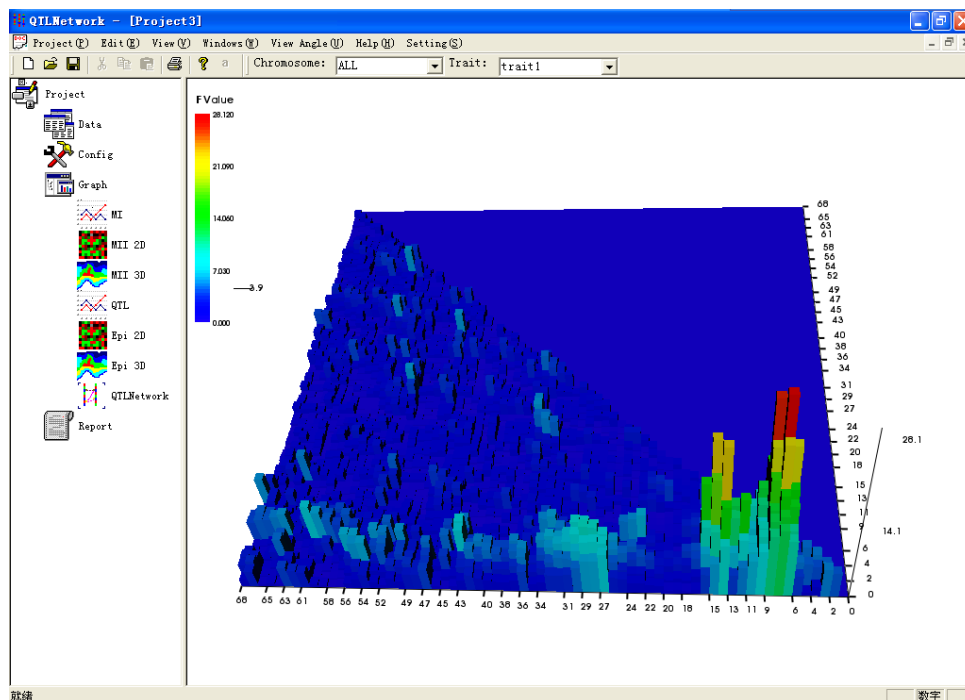 QTLNetwork - [Project3]
Project(P) Edit(E) View(V) Windows(W) View Angle(U) Help(H) Setting(S)
Chromosome: ALL Trait: trait1
Project
Data
Config
Graph
MI
MII 2D
MII 3D
QTL
Epi 2D
Epi 3D
QTLNetwork
Report
F Value
28.120
21.090
14.060
7.030
3.9
0.000
68
65
63
61
58
56
54
52
49
47
45
43
40
38
36
34
31
29
27
24
22
20
18
15
13
11
9
6
4
2
0
28.1
14.1
68 65 63 61 58 56 54 52 49 47 45 43 40 38 36 34 31 29 27 24 22 20 18 15 13 11 9 6 4 2 0
就绪 数字